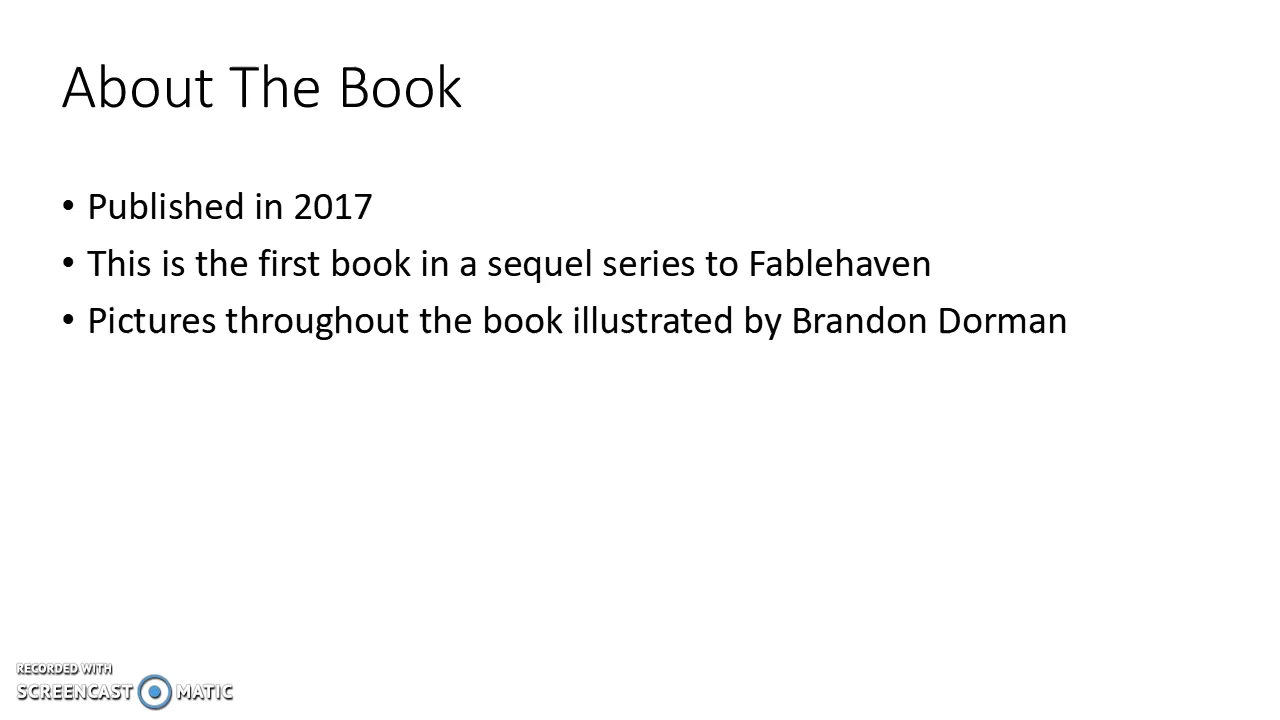 About The Book
• Published in 2017
• This is the first book in a sequel series to Fablehaven
• Pictures throughout the book illustrated by Brandon Dorman
RECORDED WITH
SCREENCAST MATIC